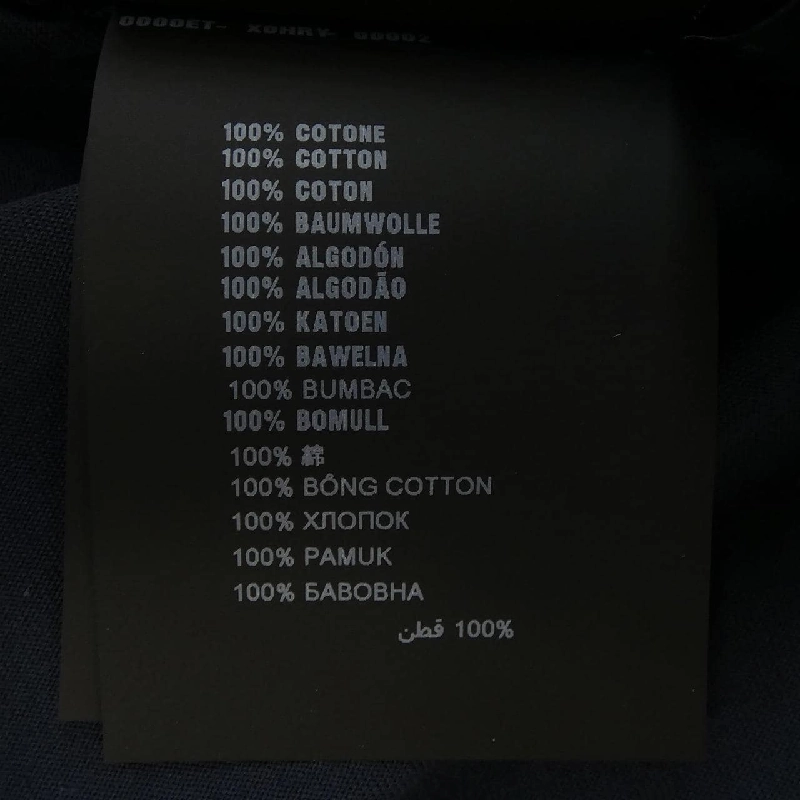 100% COTONE
100% COTTON
100% COTON
100% BAUMWOLLE
100% ALGODÓN
100% ALGODÃO
100% KATOEN
100% BAWELNA
100% BUMBAC
100% BOMULL
100% 綿
100% BÔNG COTTON
100% ХЛОПОК
100% PAMUK
100% БАВОВНА
100% قطن